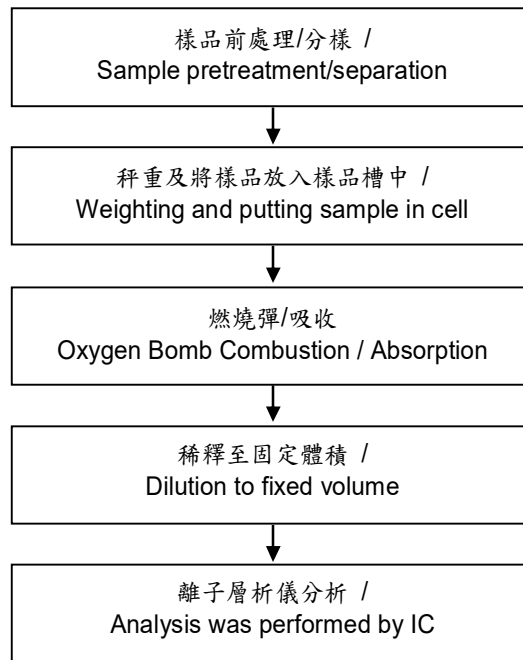 樣品前處理/分樣 /
Sample pretreatment/separation
秤重及將樣品放入樣品槽中 /
Weighting and putting sample in cell
燃燒彈/吸收
Oxygen Bomb Combustion / Absorption
稀釋至固定體積 /
Dilution to fixed volume
離子層析儀分析 /
Analysis was performed by IC